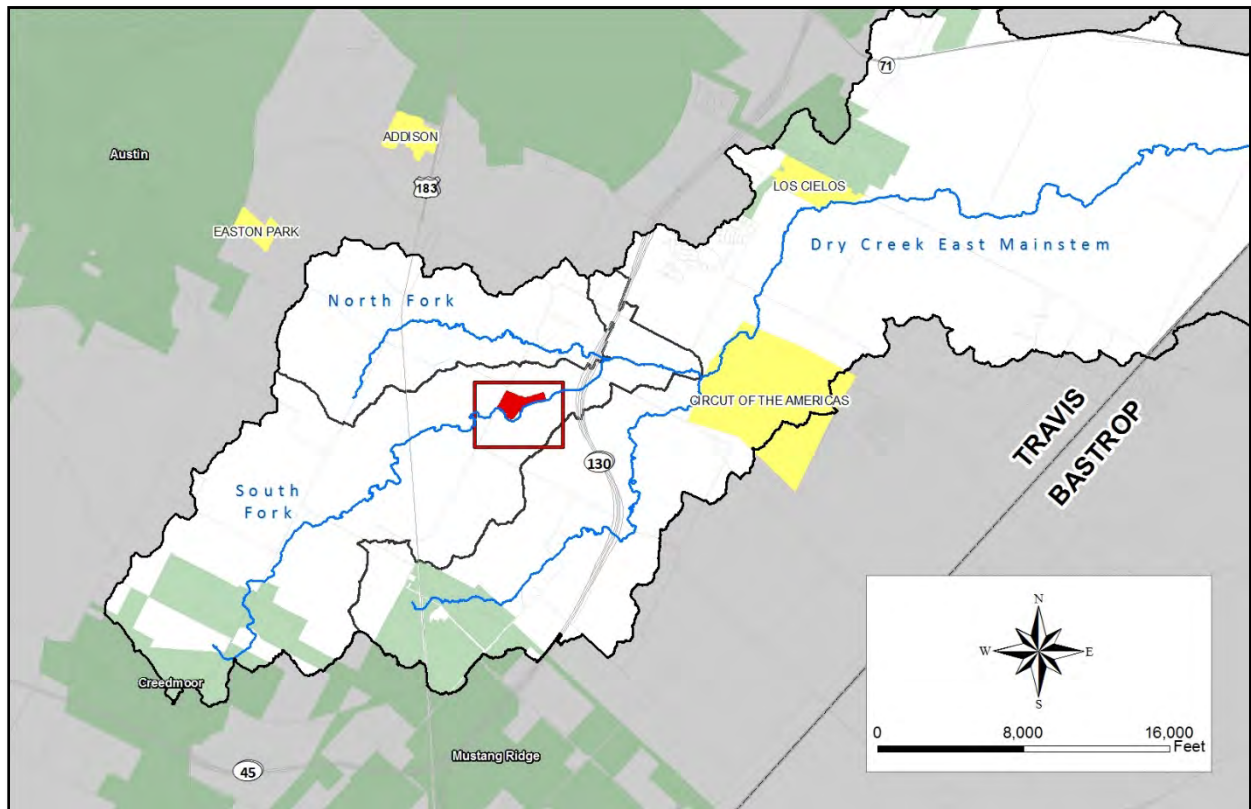 71
ADDISON
Austin
183
LOS CIELOS
EASTON PARK
Dry Creek East Mainstem
North Fork
CIRCUT OF THE AMERICAS
TRAVIS
BASTROP
130
South
Fork
N
W
E
S
Creedmoor
0
8,000
16,000
Feet
Mustang Ridge
45